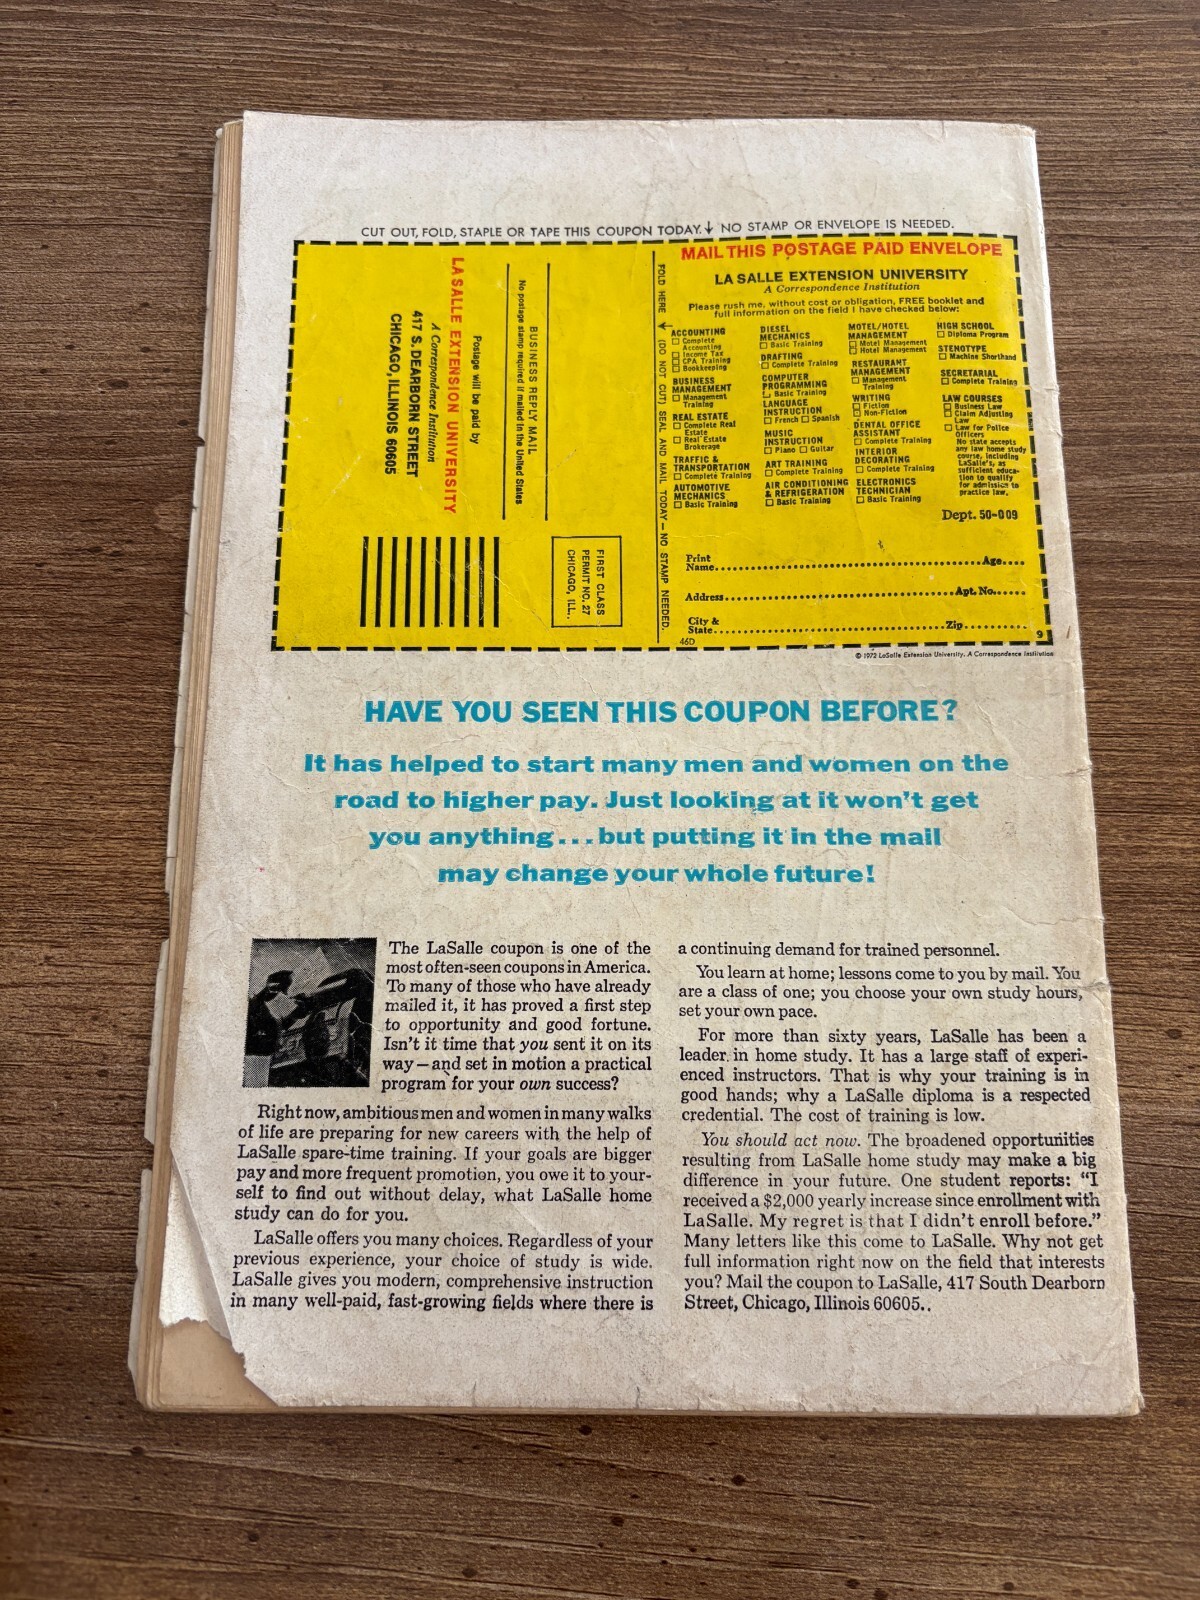 CUT OUT, FOLD, STAPLE OR TAPE THIS COUPON TODAY.↓ NO STAMP OR ENVELOPE IS NEEDED.
Postage will be paid by
LA SALLE EXTENSION UNIVERSITY
A Correspondence Institution
417 S. DEARBORN STREET
CHICAGO, ILLINOIS 60605
BUSINESS REPLY MAIL
No postage stamp required if mailed in the United States
FIRST CLASS
PERMIT NO. 27
CHICAGO, ILL.
FOLD HERE (DO NOT CUT) SEAL AND MAIL TODAY—NO STAMP NEEDED.
MAIL THIS POSTAGE PAID ENVELOPE
LA SALLE EXTENSION UNIVERSITY
A Correspondence Institution
Please rush me, without cost or obligation, FREE booklet and
full information on the field I have checked below:
ACCOUNTING
Complete
Accounting
Income Tax
CPA Training
Bookkeeping
BUSINESS
MANAGEMENT
Management
Training
REAL ESTATE
Complete Real
Estate
Real Estate
Brokerage
TRAFFIC &
TRANSPORTATION
Complete Training
AUTOMOTIVE
MECHANICS
Basic Training
DIESEL
MECHANICS
Basic Training
DRAFTING
Complete Training
COMPUTER
PROGRAMMING
Basic Training
LANGUAGE
INSTRUCTION
French Spanish
MUSIC
INSTRUCTION
Piano Guitar
ART TRAINING
Complete Training
AIR CONDITIONING
& REFRIGERATION
Basic Training
MOTEL/HOTEL
MANAGEMENT
Motel Management
Hotel Management
RESTAURANT
MANAGEMENT
Management
Training
WRITING
Fiction
Non-Fiction
DENTAL OFFICE
ASSISTANT
Complete Training
INTERIOR
DECORATING
Complete Training
ELECTRONICS
TECHNICIAN
Basic Training
HIGH SCHOOL
Diploma Program
STENOTYPE
Machine Shorthand
SECRETARIAL
Complete Training
LAW COURSES
Business Law
Claim Adjusting
Law
Law for Police
Officers
No state accepts
any law home study
course, including
LaSalle's, as
sufficient educa-
tion to qualify
for admission to
practice law.
Dept. 50-009
Print
Name Age
Address Apt. No.
City &
State Zip
46D 9
© 1972 LaSalle Extension University, A Correspondence Institution
HAVE YOU SEEN THIS COUPON BEFORE?
It has helped to start many men and women on the
road to higher pay. Just looking at it won't get
you anything...but putting it in the mail
may change your whole future!
The LaSalle coupon is one of the
most often-seen coupons in America.
To many of those who have already
mailed it, it has proved a first step
to opportunity and good fortune.
Isn't it time that you sent it on its
way—and set in motion a practical
program for your own success?
Right now, ambitious men and women in many walks
of life are preparing for new careers with the help of
LaSalle spare-time training. If your goals are bigger
pay and more frequent promotion, you owe it to your-
self to find out without delay, what LaSalle home
study can do for you.
LaSalle offers you many choices. Regardless of your
previous experience, your choice of study is wide.
LaSalle gives you modern, comprehensive instruction
in many well-paid, fast-growing fields where there is
a continuing demand for trained personnel.
You learn at home; lessons come to you by mail. You
are a class of one; you choose your own study hours,
set your own pace.
For more than sixty years, LaSalle has been a
leader in home study. It has a large staff of experi-
enced instructors. That is why your training is in
good hands; why a LaSalle diploma is a respected
credential. The cost of training is low.
You should act now. The broadened opportunities
resulting from LaSalle home study may make a big
difference in your future. One student reports: "I
received a $2,000 yearly increase since enrollment with
LaSalle. My regret is that I didn't enroll before."
Many letters like this come to LaSalle. Why not get
full information right now on the field that interests
you? Mail the coupon to LaSalle, 417 South Dearborn
Street, Chicago, Illinois 60605..